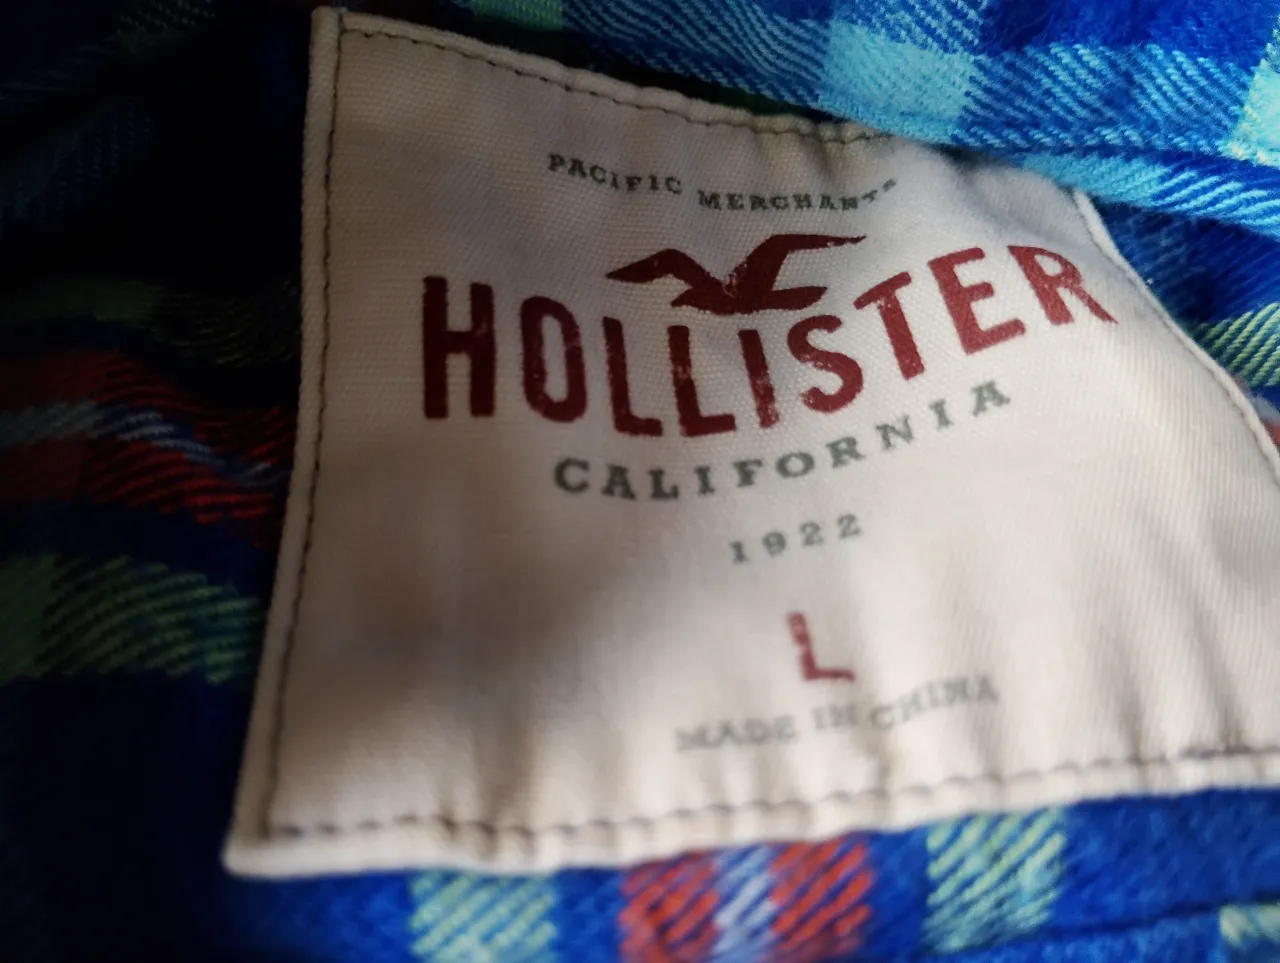 PACIFIC MERCHANTS
HOLLISTER
CALIFORNIA
1922
L
MADE IN CHINA